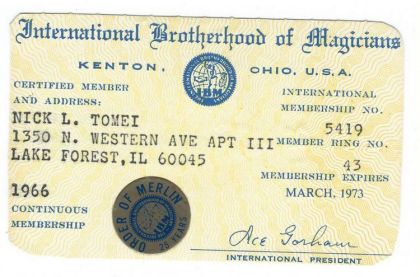 International Brotherhood of Magicians
KENTON, OHIO, U.S.A.
IBM
CERTIFIED MEMBER
AND ADDRESS:
NICK L. TOMEI
1350 N. WESTERN AVE APT III
LAKE FOREST,IL 60045
1966
CONTINUOUS
MEMBERSHIP
ORDER OF MERLIN
IBM
25 YEARS
INTERNATIONAL
MEMBERSHIP NO.
5419
MEMBER RING NO.
43
MEMBERSHIP EXPIRES
MARCH, 1973
Ace Gorham
INTERNATIONAL PRESIDENT